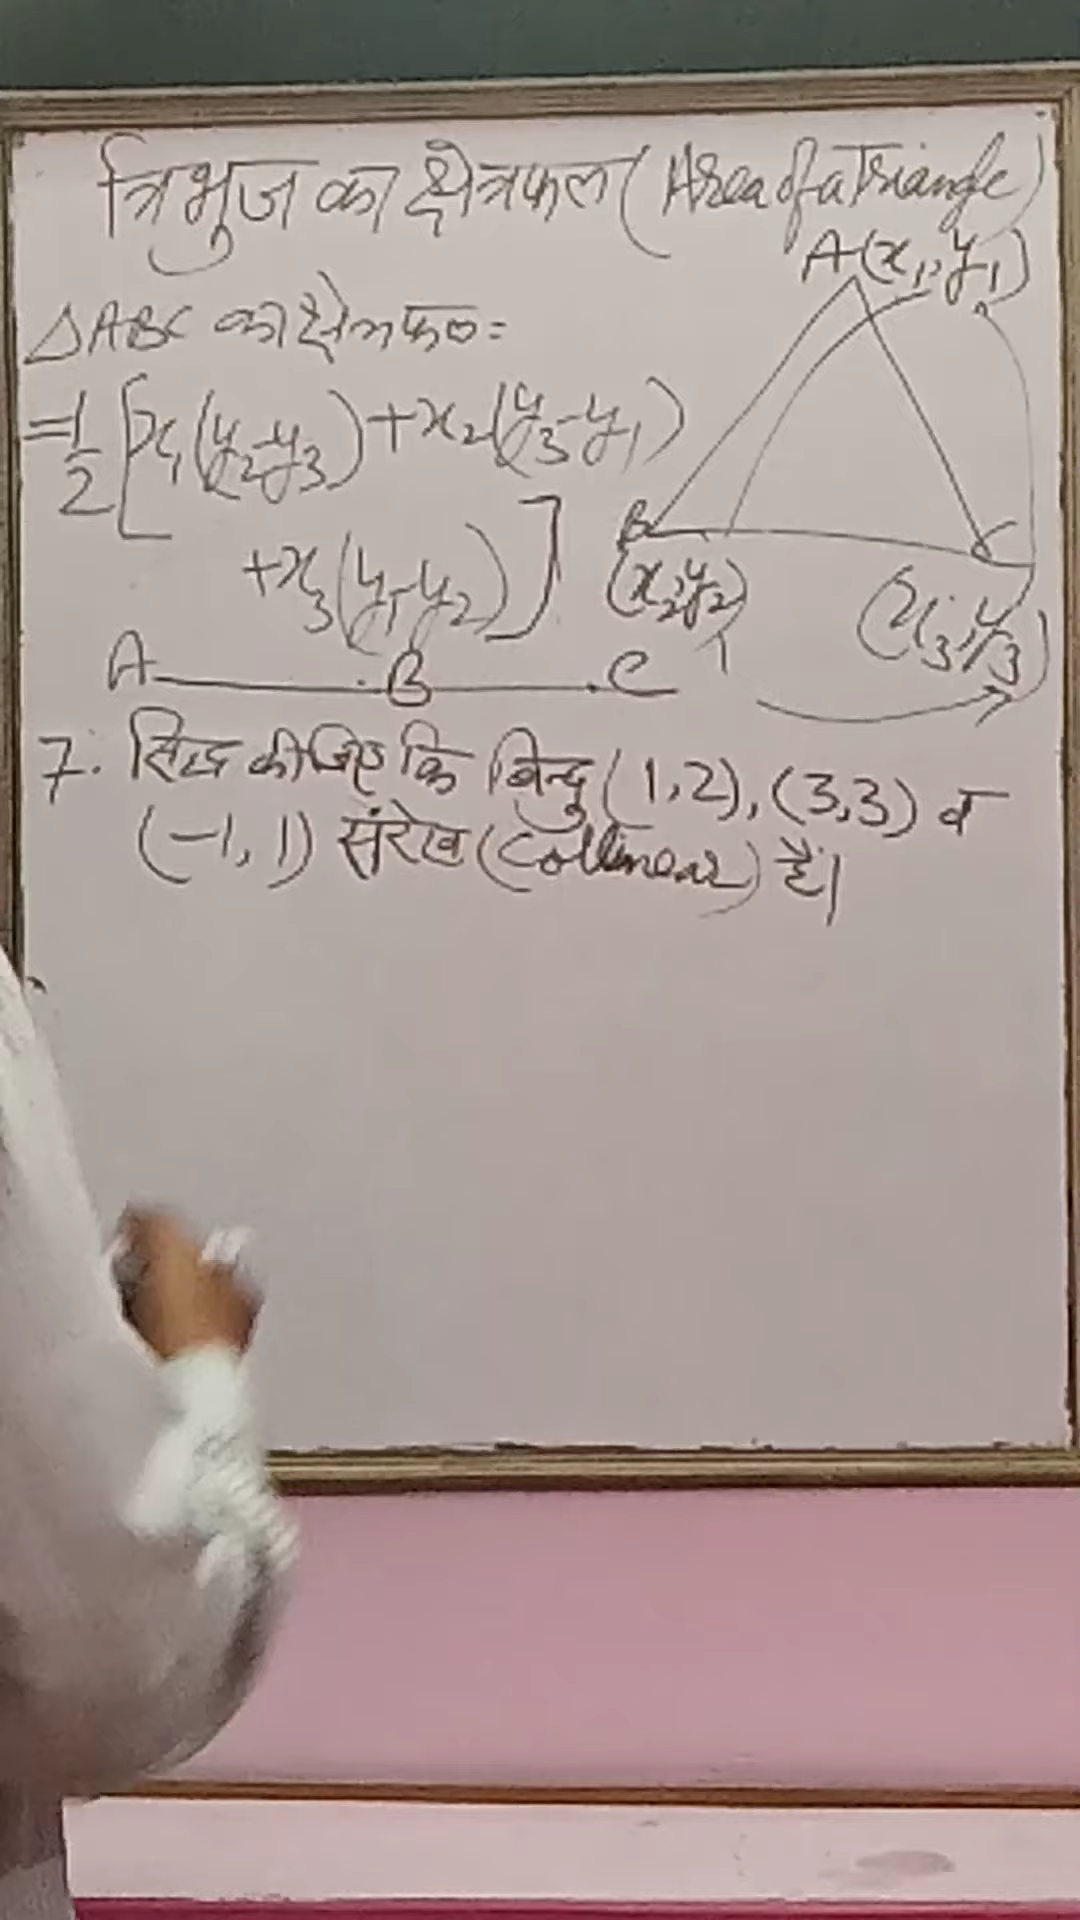 त्रिभुज का क्षेत्रफल (Area of a Triangle)
A(x₁, y₁)
△ABC का क्षेत्रफल =
= 1/2 [x₁(y₂-y₃) + x₂(y₃-y₁)
+ x₃(y₁-y₂)]
B C
(x₂, y₂) (x₃, y₃)
A B C
7. सिद्ध कीजिए कि बिन्दु (1,2), (3,3) व
(-1, 1) संरेख (Collinear) हैं।